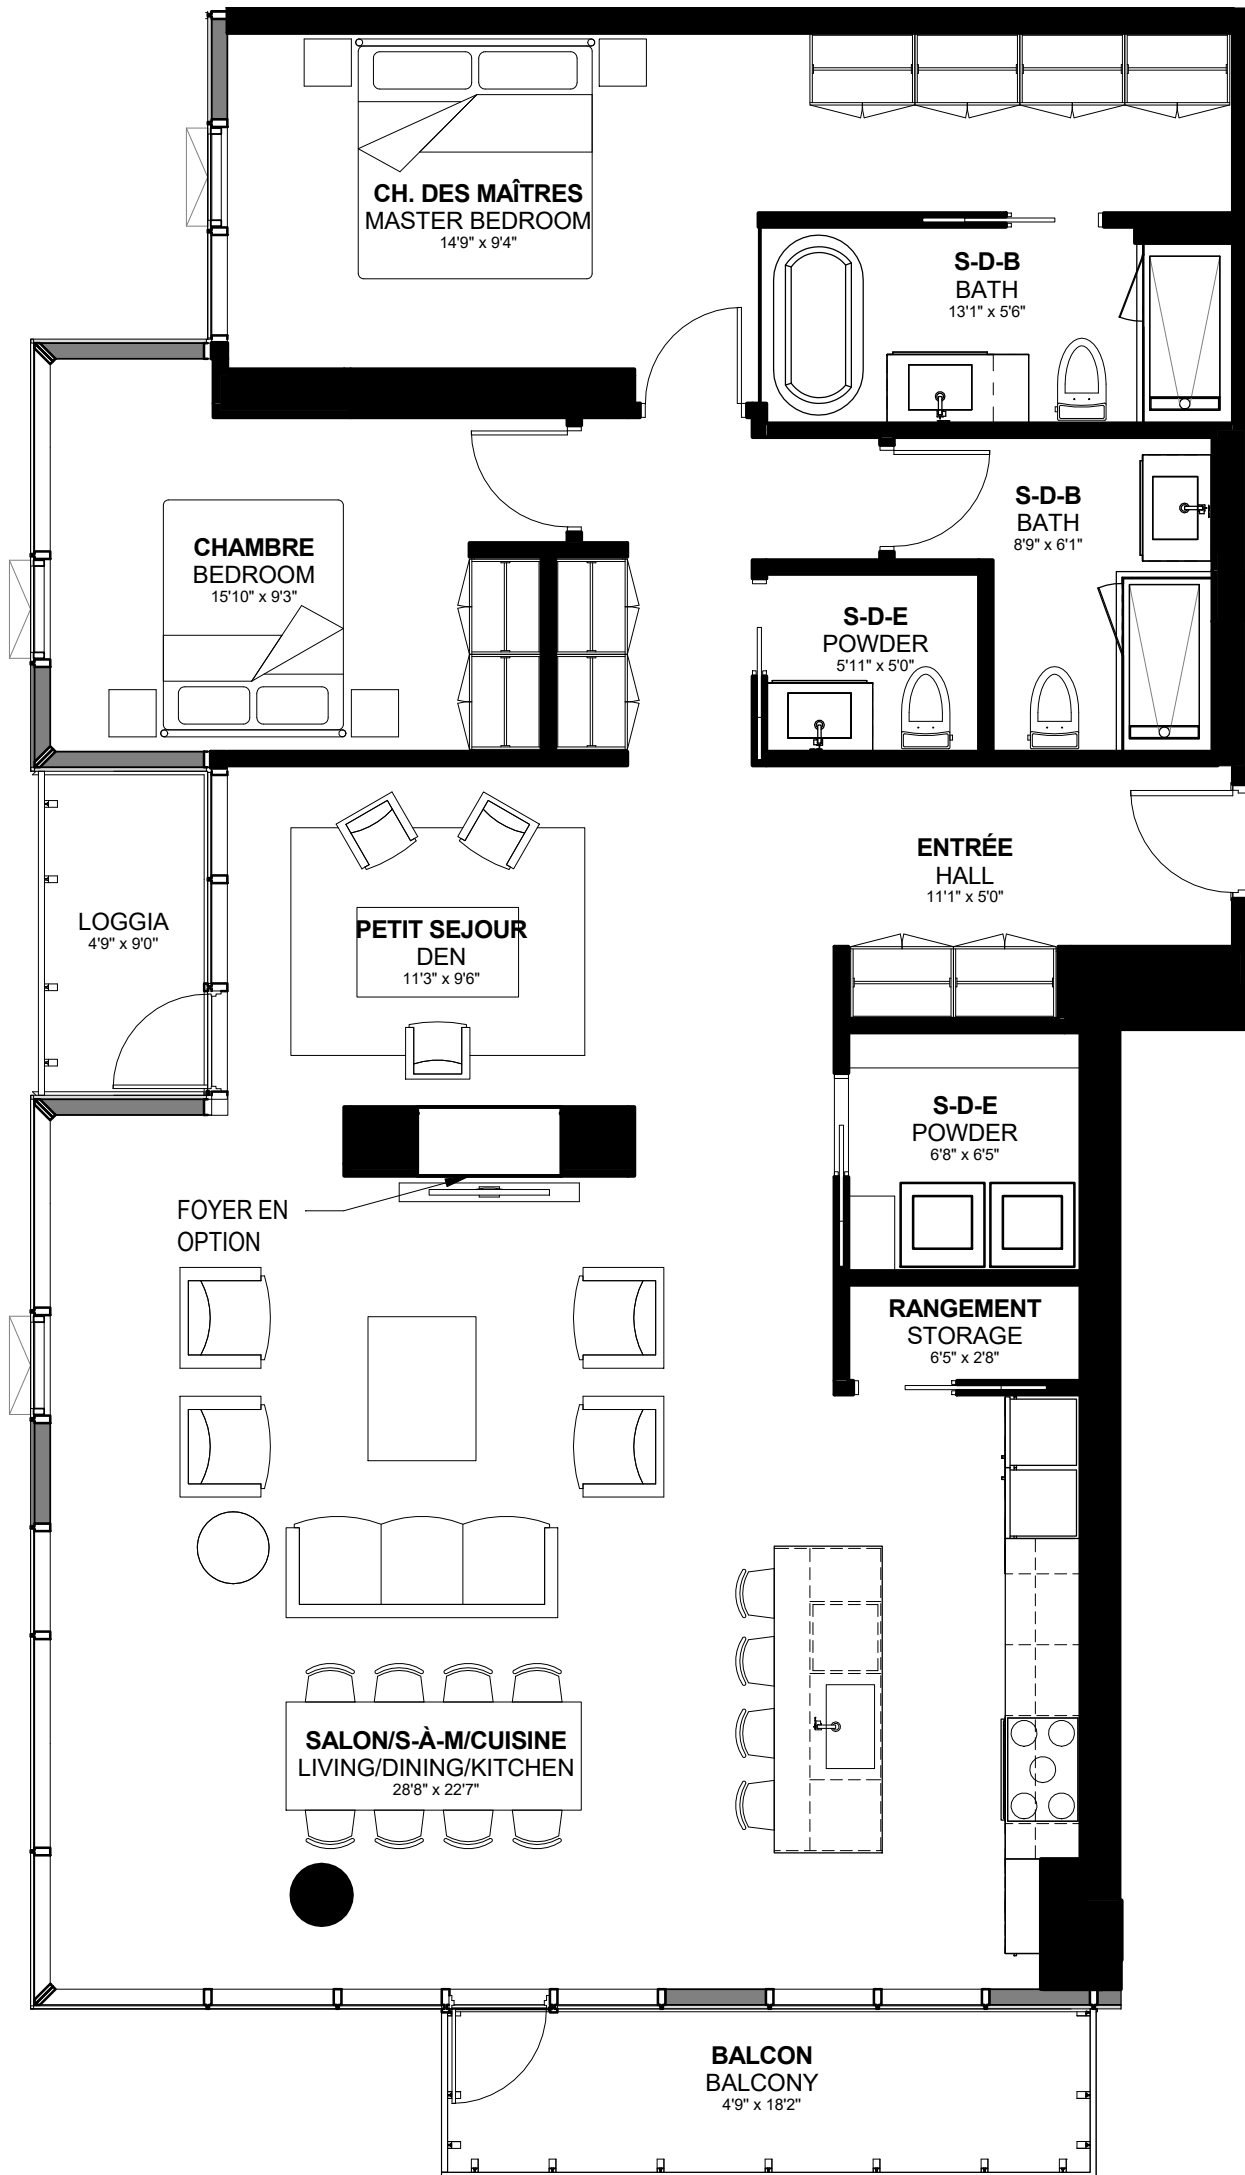 CH. DES MAÎTRES
MASTER BEDROOM
14'9" x 9'4"
S-D-B
BATH
13'1" x 5'6"
CHAMBRE
BEDROOM
15'10" x 9'3"
S-D-B
BATH
8'9" x 6'1"
S-D-E
POWDER
5'11" x 5'0"
ENTRÉE
HALL
11'1" x 5'0"
LOGGIA
4'9" x 9'0"
PETIT SEJOUR
DEN
11'3" x 9'6"
S-D-E
POWDER
6'8" x 6'5"
FOYER EN
OPTION
RANGEMENT
STORAGE
6'5" x 2'8"
SALON/S-À-M/CUISINE
LIVING/DINING/KITCHEN
28'8" x 22'7"
BALCON
BALCONY
4'9" x 18'2"